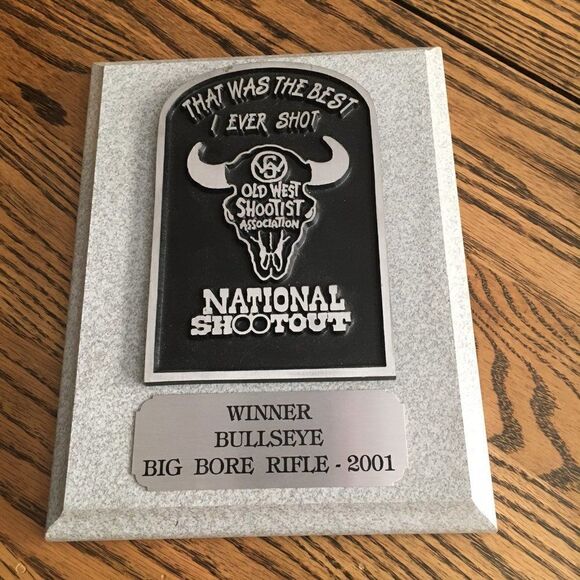 THAT WAS THE BEST
I EVER SHOT
OLD WEST
SHOOTIST
ASSOCIATION
NATIONAL
SHOOTOUT
WINNER
BULLSEYE
BIG BORE RIFLE - 2001